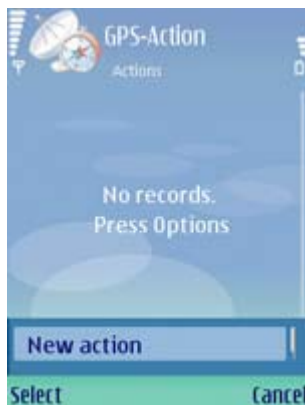 GPS-Action
Actions
No records.
Press Options
New action
Select Cancel